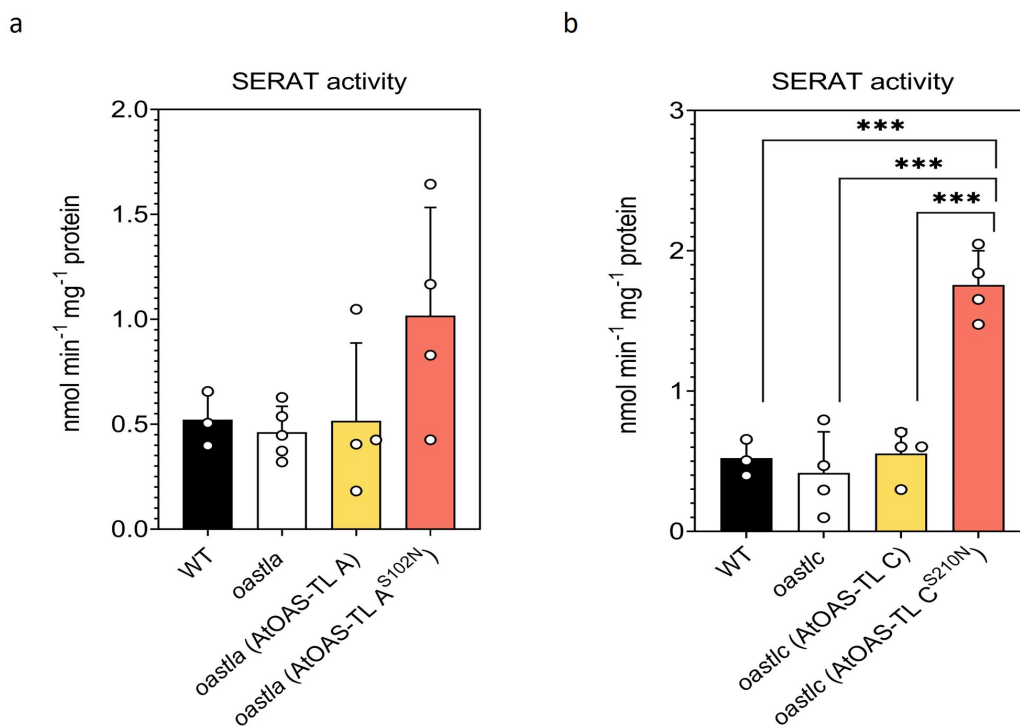 a
SERAT activity
nmol min-1 mg-1 protein
2.0
1.5
1.0
0.5
0.0
WT
oastla
oastla (AtOAS-TL A)
oastla (AtOAS-TL A^S102N)
b
SERAT activity
nmol min-1 mg-1 protein
3
2
1
0
***
***
***
WT
oastlc
oastlc (AtOAS-TL C)
oastlc (AtOAS-TL C^S210N)